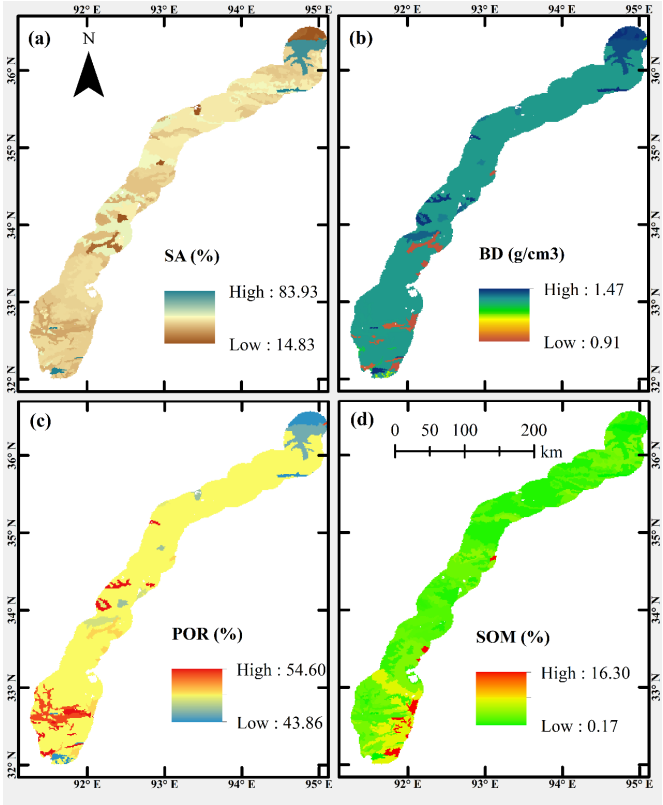 92° E 93° E 94° E 95° E 92° E 93° E 94° E 95° E
(a)
N
(b)
36° N
35° N
34° N
33° N
32° N
SA (%)
High : 83.93
Low : 14.83
BD (g/cm3)
High : 1.47
Low : 0.91
36° N
35° N
34° N
33° N
32° N
(c)
(d)
0 50 100 200
km
36° N
35° N
34° N
33° N
32° N
POR (%)
High : 54.60
Low : 43.86
SOM (%)
High : 16.30
Low : 0.17
36° N
35° N
34° N
33° N
32° N
92° E 93° E 94° E 95° E 92° E 93° E 94° E 95° E